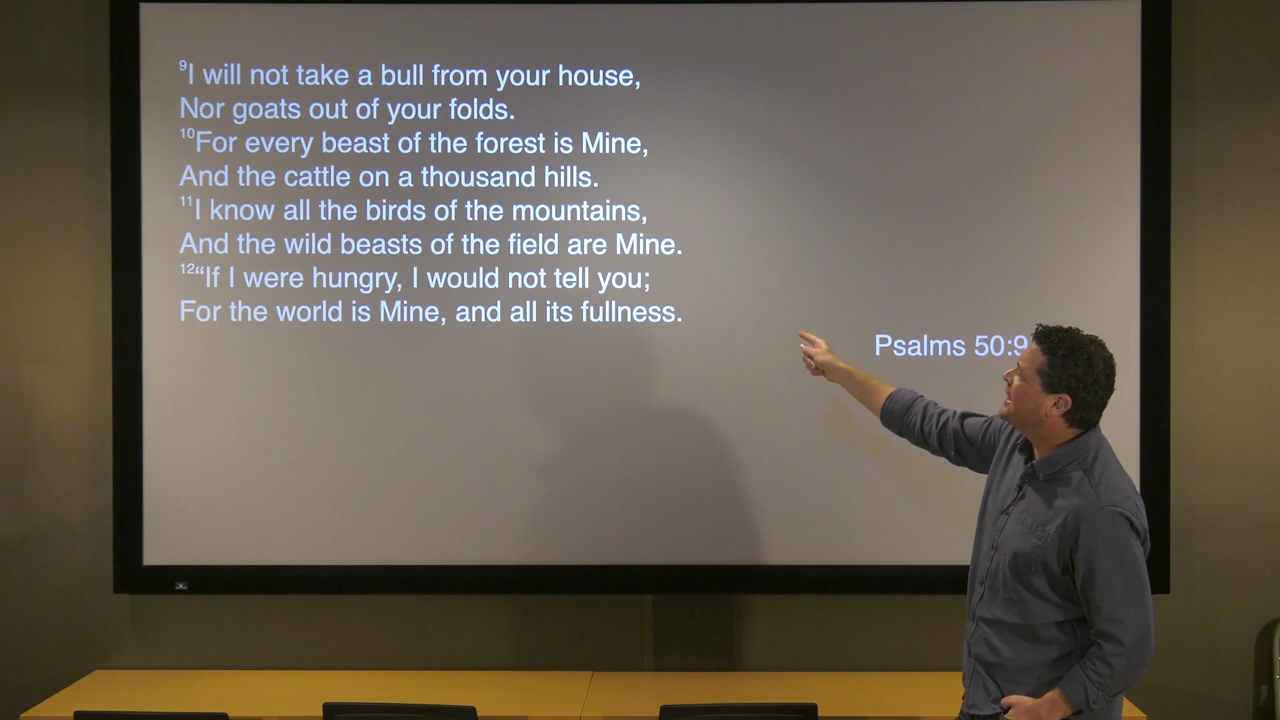 ⁹I will not take a bull from your house,
Nor goats out of your folds.
¹⁰For every beast of the forest is Mine,
And the cattle on a thousand hills.
¹¹I know all the birds of the mountains,
And the wild beasts of the field are Mine.
¹²“If I were hungry, I would not tell you;
For the world is Mine, and all its fullness.
Psalms 50:9